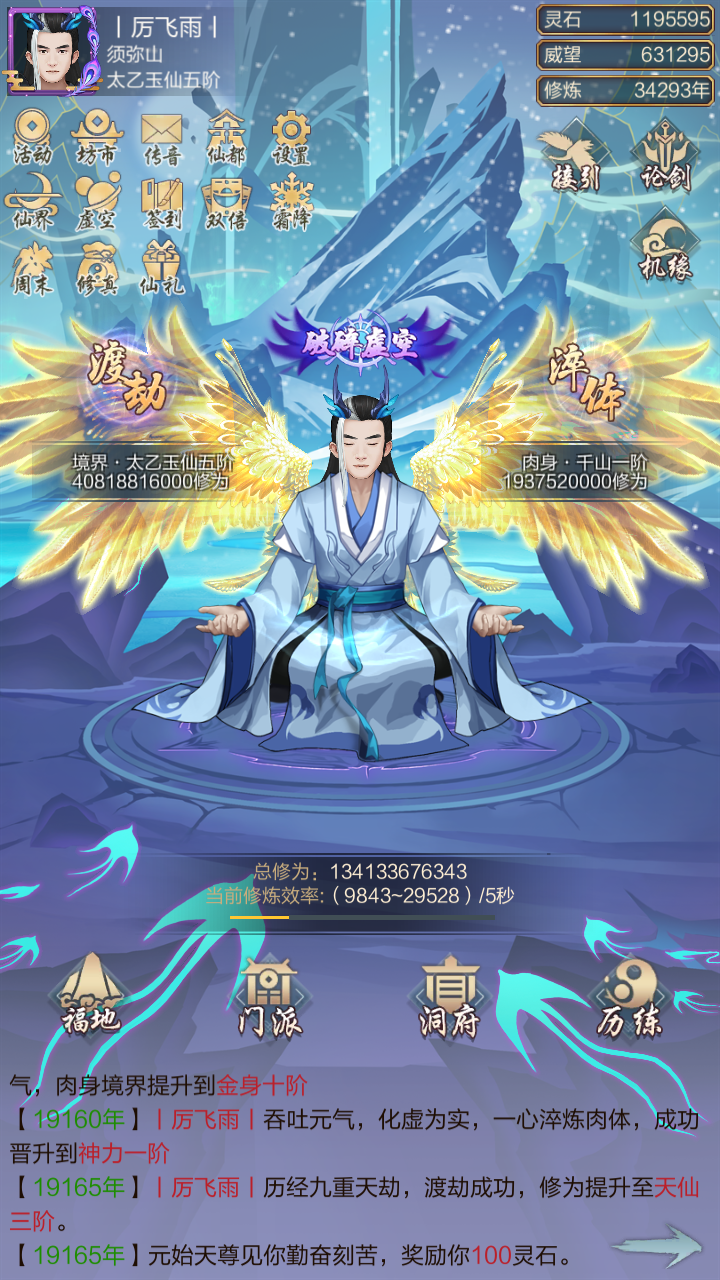 丨厉飞雨丨
须弥山
太乙玉仙五阶
灵石 1195595
威望 631295
修炼 34293年
活动 坊市 传音 仙都 设置
接引 论剑
仙界 虚空 签到 双倍 霜降
机缘
周末 修真 仙礼
破碎虚空
渡劫 淬体
境界·太乙玉仙五阶
40818816000修为
肉身·千山一阶
1937520000修为
总修为：134133676343
当前修炼效率:（9843~29528）/5秒
福地 门派 洞府 历练
气，肉身境界提升到金身十阶
【19160年】丨厉飞雨丨吞吐元气，化虚为实，一心淬炼肉体，成功
晋升到神力一阶
【19165年】丨厉飞雨丨历经九重天劫，渡劫成功，修为提升至天仙
三阶。
【19165年】元始天尊见你勤奋刻苦，奖励你100灵石。